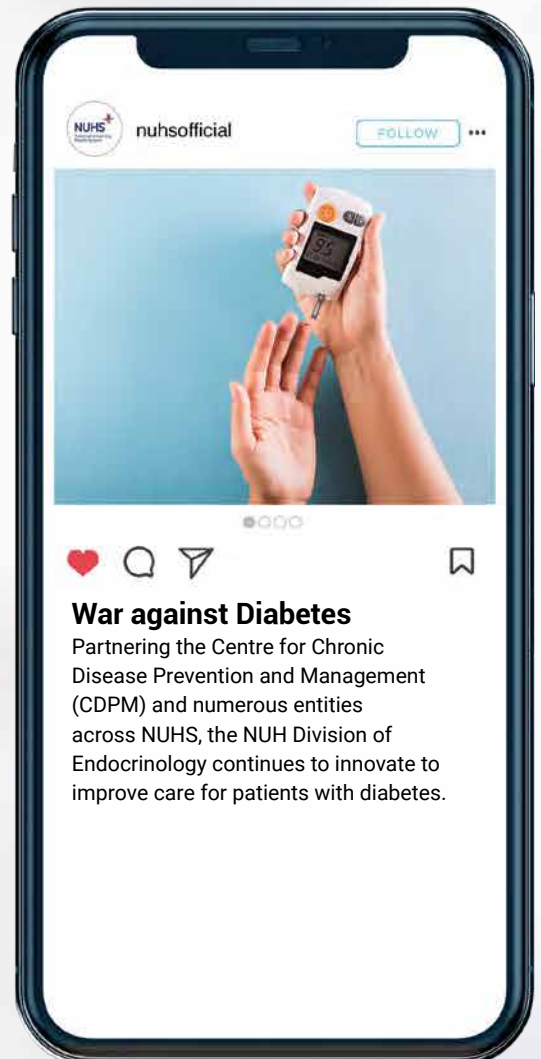 NUHS
nuhsofficial
FOLLOW
95
War against Diabetes
Partnering the Centre for Chronic
Disease Prevention and Management
(CDPM) and numerous entities
across NUHS, the NUH Division of
Endocrinology continues to innovate to
improve care for patients with diabetes.